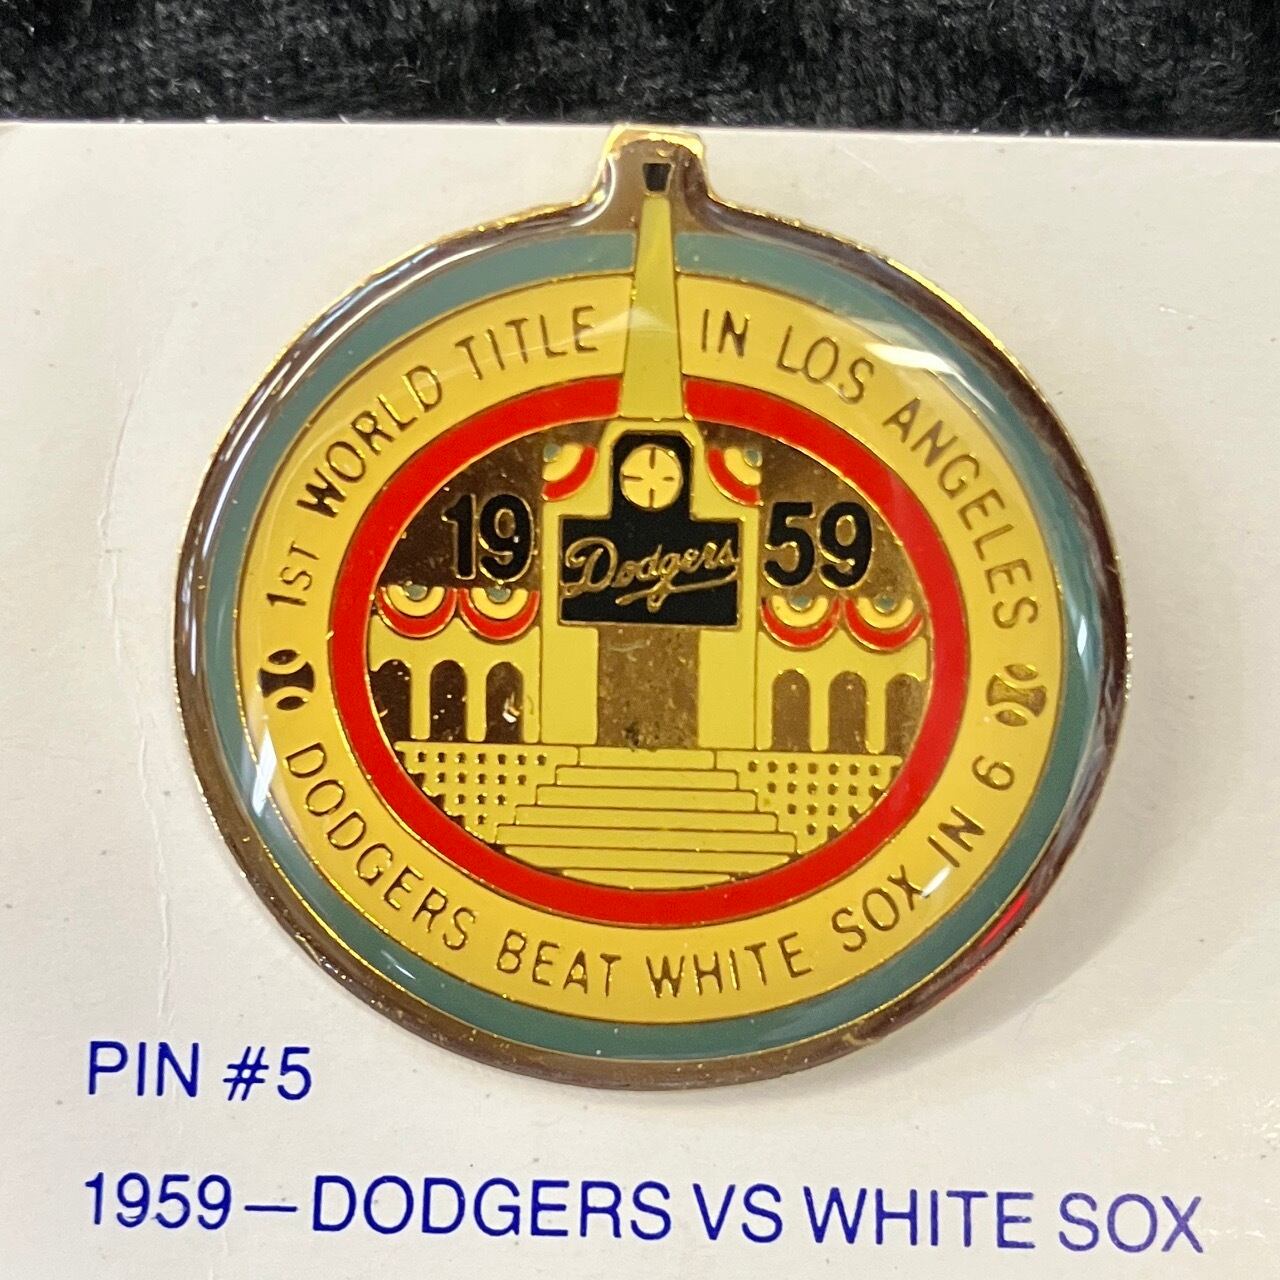 1ST WORLD TITLE IN LOS ANGELES
19 59
Dodgers
DODGERS BEAT WHITE SOX IN 6
PIN #5
1959-DODGERS VS WHITE SOX